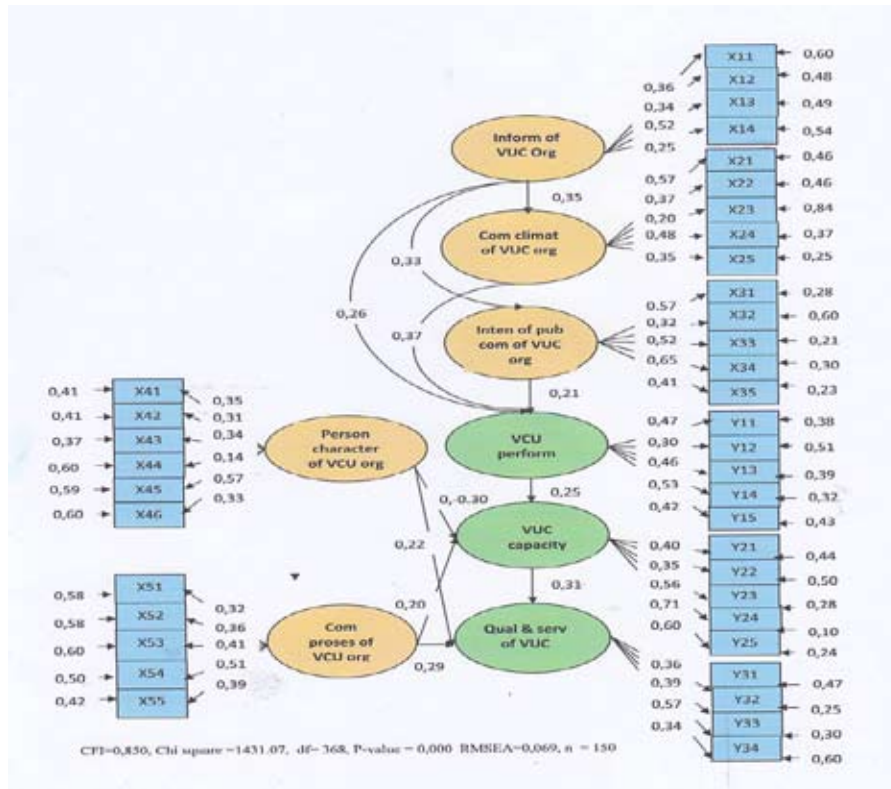 X11
0,60
X12
0,48
0,36
X13
0,49
0,34
X14
0,54
0,52
0,25
Inform of
VUC Org
X21
0,46
0,57
X22
0,46
0,37
X23
0,84
0,20
X24
0,37
0,48
X25
0,25
0,35
0,35
Com climat
of VUC org
0,33
0,26
0,37
X31
0,28
0,57
X32
0,60
0,32
X33
0,21
0,52
X34
0,30
0,65
X35
0,23
0,41
Inten of pub
com of VUC
org
0,21
0,41
X41
0,35
0,41
X42
0,31
0,37
X43
0,34
0,60
X44
0,14
0,59
X45
0,57
0,60
X46
0,33
Person
character
of VCU org
VCU
perform
0,47
Y11
0,38
0,30
Y12
0,51
0,46
Y13
0,39
0,53
Y14
0,32
0,42
Y15
0,43
0,-0.30
0,25
0,22
VUC
capacity
0,40
Y21
0,44
0,35
Y22
0,50
0,56
Y23
0,28
0,71
Y24
0,10
0,60
Y25
0,24
0,31
0,20
0,29
0,58
X51
0,32
0,58
X52
0,36
0,60
X53
0,41
0,50
X54
0,51
0,42
X55
0,39
Com
proses of
VCU org
Qual & serv
of VUC
0,36
Y31
0,47
0,39
Y32
0,25
0,57
Y33
0,30
0,34
Y34
0,60
CFI=0,850, Chi square =1431.07, df= 368, P-value = 0,000 RMSEA=0,069, n = 150